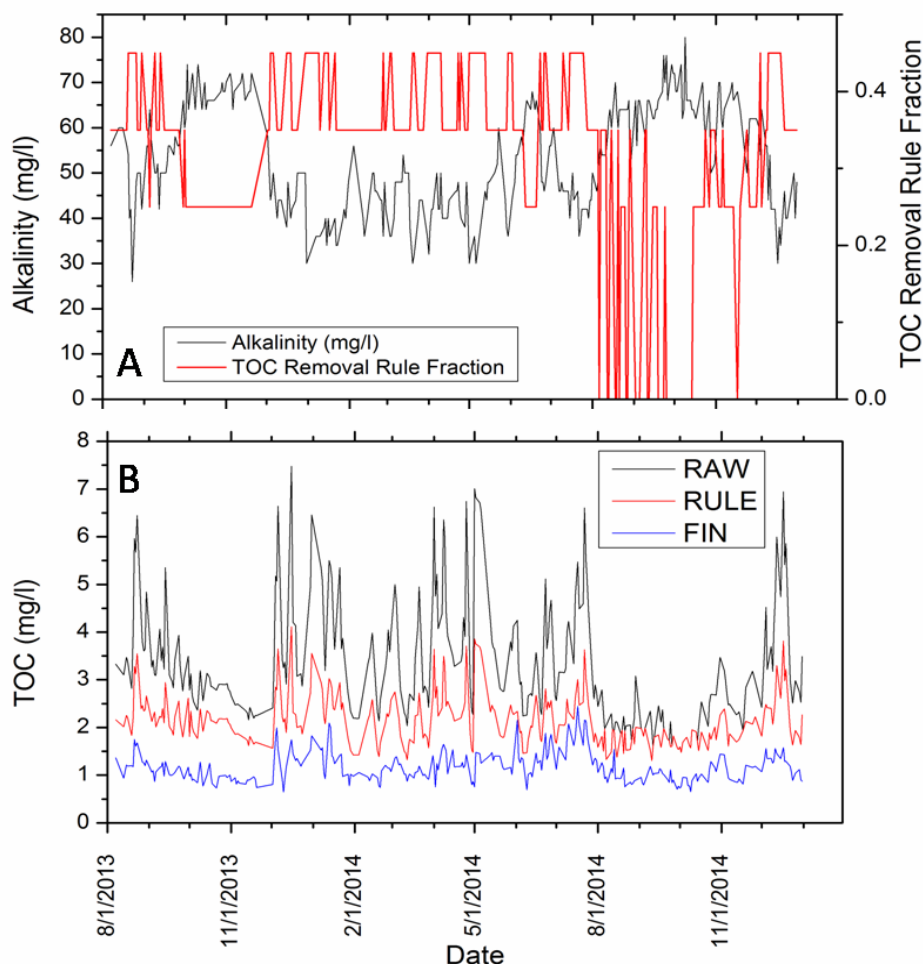 80
70
60
50
40
30
20
10
0
Alkalinity (mg/l)
0.4
0.2
0.0
TOC Removal Rule Fraction
A
Alkalinity (mg/l)
TOC Removal Rule Fraction
8
7
6
5
4
3
2
1
0
TOC (mg/l)
B
RAW
RULE
FIN
8/1/2013
11/1/2013
2/1/2014
5/1/2014
8/1/2014
11/1/2014
Date